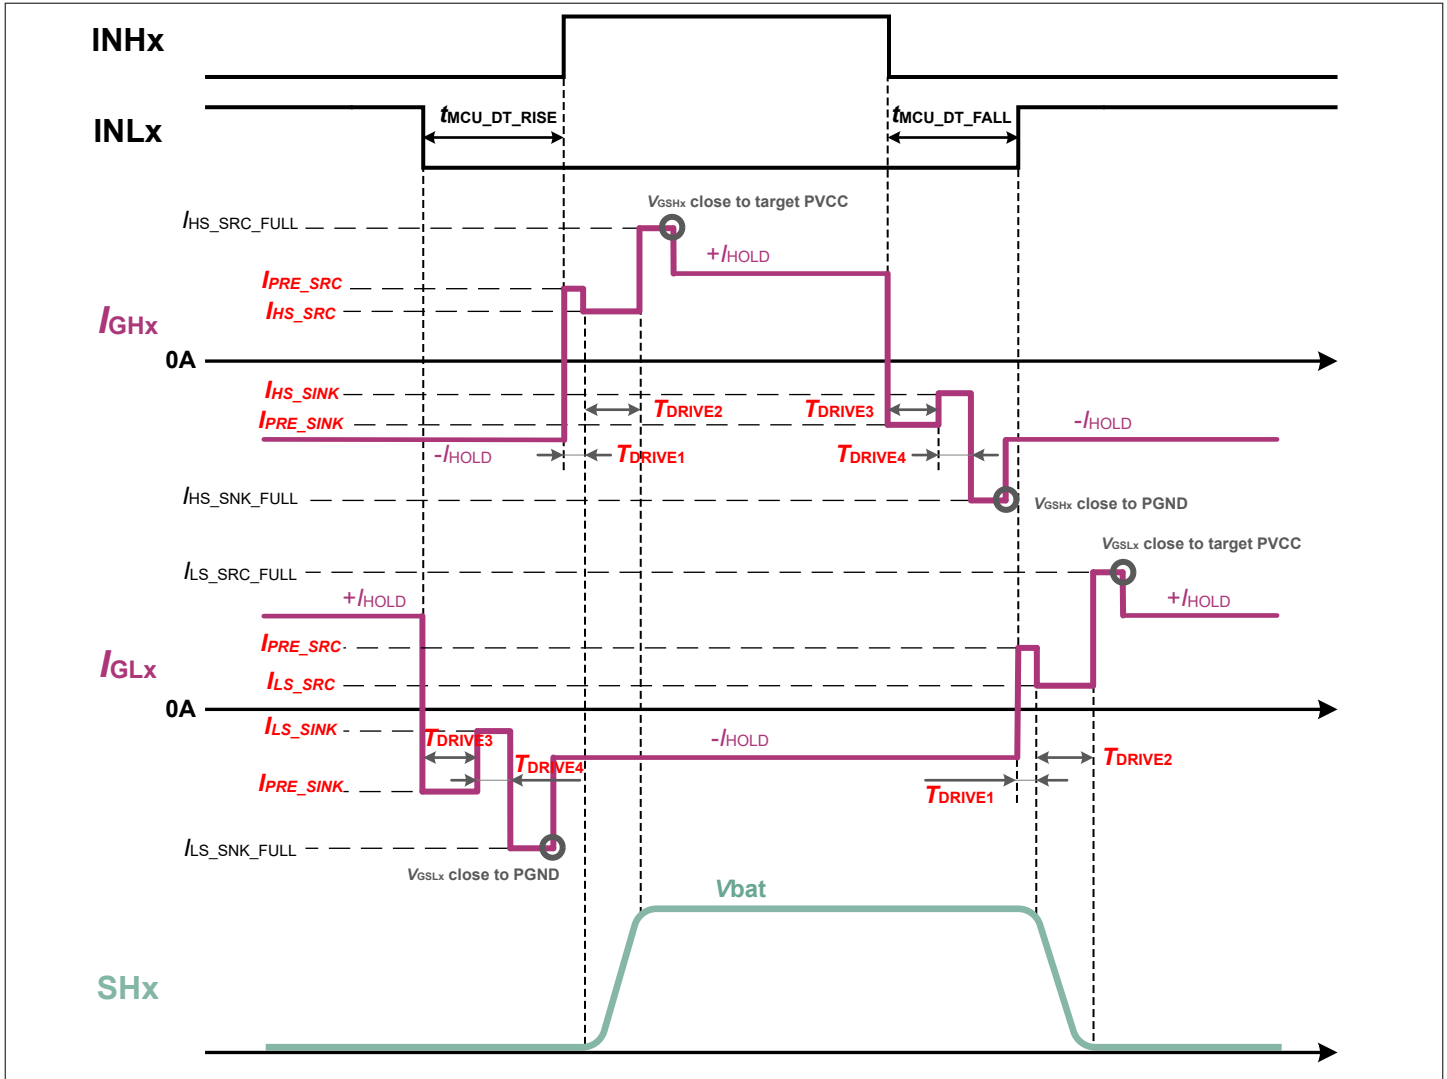 INHx
INLx
tMCU_DT_RISE
tMCU_DT_FALL
VGSHx close to target PVCC
IHS_SRC_FULL
+IHOLD
IPRE_SRC
IHS_SRC
IGHx
0A
IHS_SINK
TDRIVE2
TDRIVE3
IPRE_SINK
-IHOLD
-IHOLD
TDRIVE1
TDRIVE4
IHS_SNK_FULL
VGSHx close to PGND
VGSLx close to target PVCC
ILS_SRC_FULL
+IHOLD
+IHOLD
IPRE_SRC
IGLx
ILS_SRC
0A
ILS_SINK
TDRIVE3
-IHOLD
TDRIVE2
TDRIVE4
IPRE_SINK
TDRIVE1
ILS_SNK_FULL
VGSLx close to PGND
Vbat
SHx